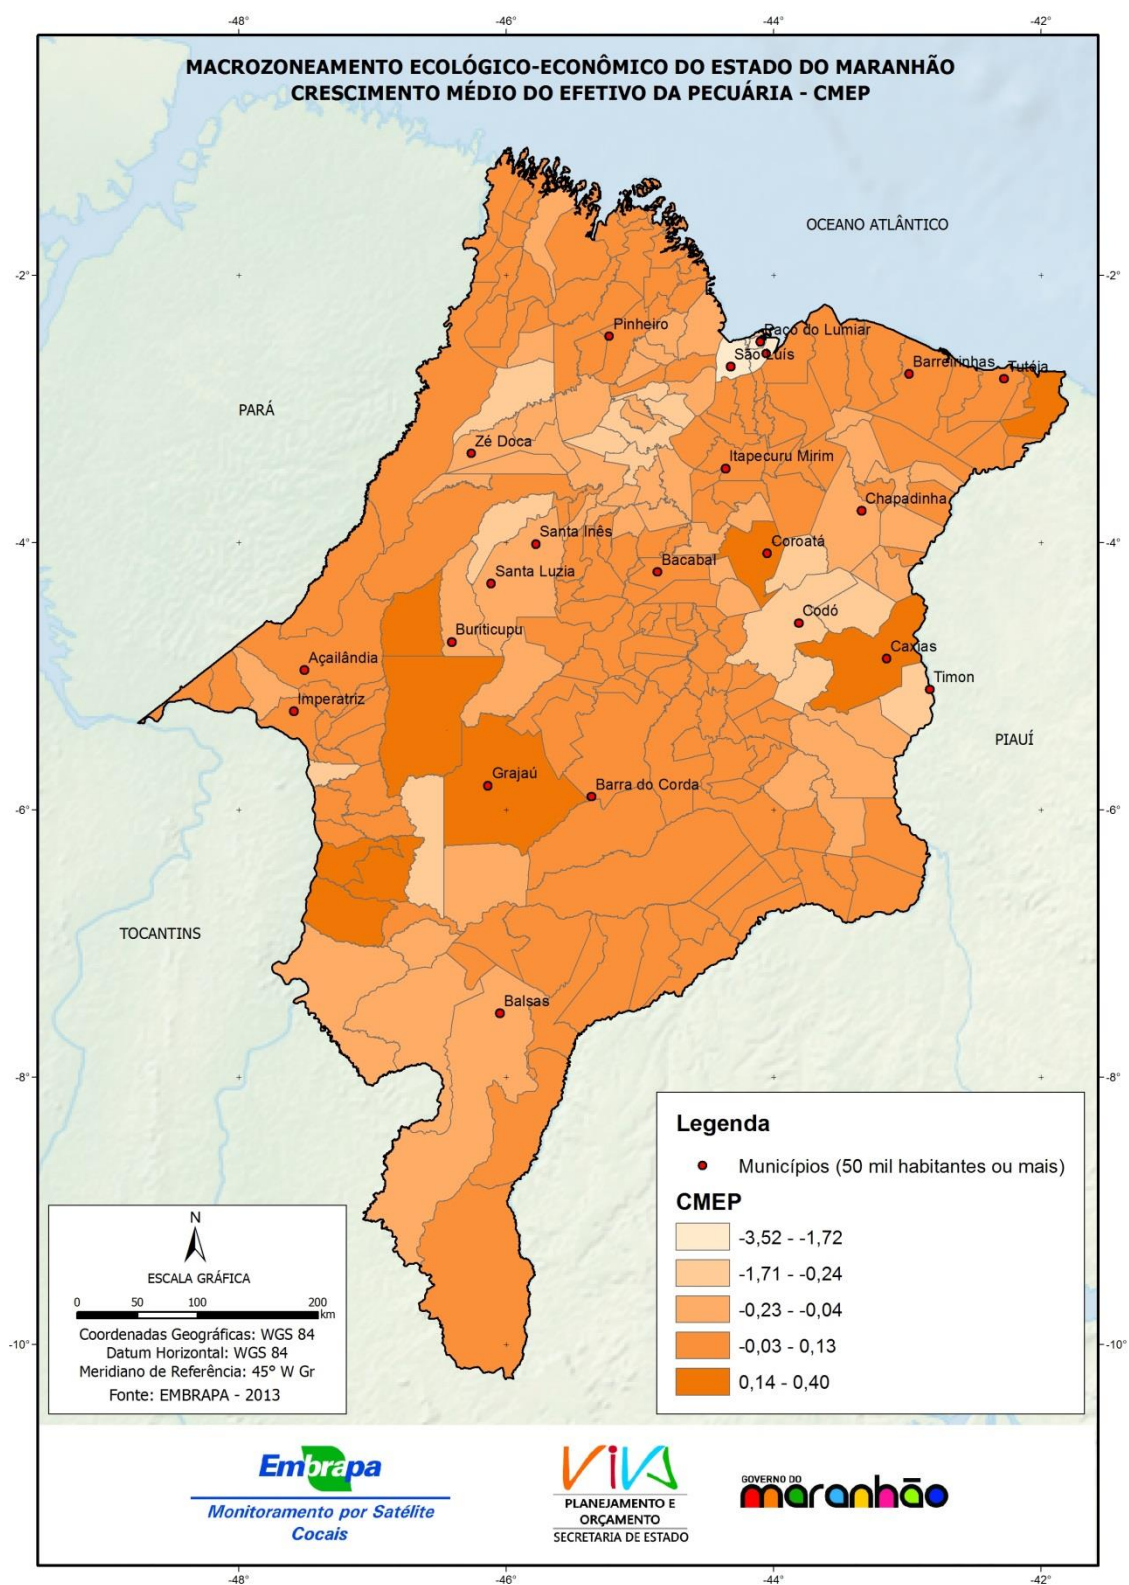 -48°
-46°
-44°
-42°
MACROZONEAMENTO ECOLÓGICO-ECONÔMICO DO ESTADO DO MARANHÃO
CRESCIMENTO MÉDIO DO EFETIVO DA PECUÁRIA - CMEP
OCEANO ATLÂNTICO
-2°
-2°
Pinheiro
Paço do Lumiar
São Luís
Barreirinhas
Tutóia
PARÁ
Zé Doca
Itapecuru Mirim
Chapadinha
Santa Inês
Coroatá
-4°
-4°
Bacabal
Santa Luzia
Codó
Buriticupu
Caxias
Açailândia
Timon
Imperatriz
PIAUÍ
Grajaú
Barra do Corda
-6°
-6°
TOCANTINS
Balsas
-8°
-8°
Legenda
Municípios (50 mil habitantes ou mais)
CMEP
-3,52 - -1,72
-1,71 - -0,24
-0,23 - -0,04
-0,03 - 0,13
0,14 - 0,40
N
ESCALA GRÁFICA
0 50 100 200
km
Coordenadas Geográficas: WGS 84
Datum Horizontal: WGS 84
Meridiano de Referência: 45° W Gr
Fonte: EMBRAPA - 2013
-10°
-10°
Embrapa
Monitoramento por Satélite
Cocais
VIVA
PLANEJAMENTO E
ORÇAMENTO
SECRETARIA DE ESTADO
GOVERNO DO
maranhão
-48°
-46°
-44°
-42°